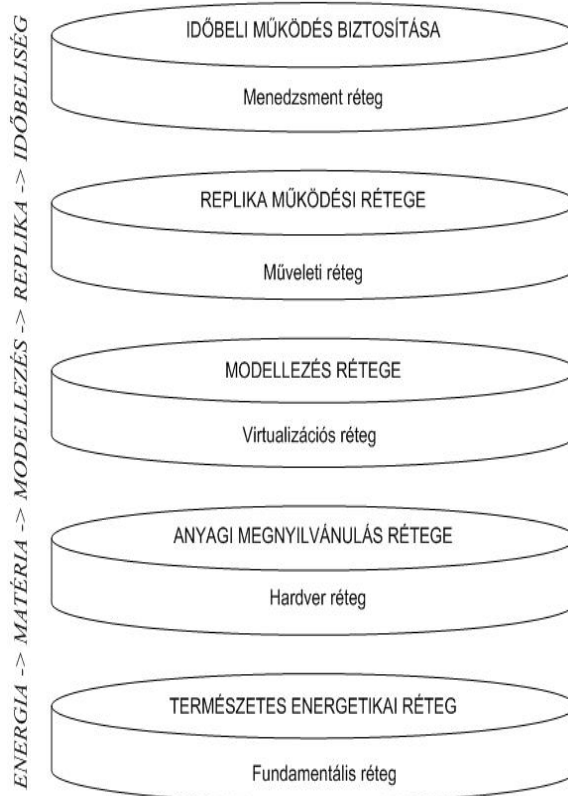 IDŐBELI MŰKÖDÉS BIZTOSÍTÁSA
Menedzsment réteg
REPLIKA MŰKÖDÉSI RÉTEGE
Műveleti réteg
MODELLEZÉS RÉTEGE
Virtualizációs réteg
ANYAGI MEGNYILVÁNULÁS RÉTEGE
Hardver réteg
TERMÉSZETES ENERGETIKAI RÉTEG
Fundamentális réteg
ENERGIA -> MATÉRIA -> MODELLEZÉS -> REPLIKA -> IDŐBELISÉG